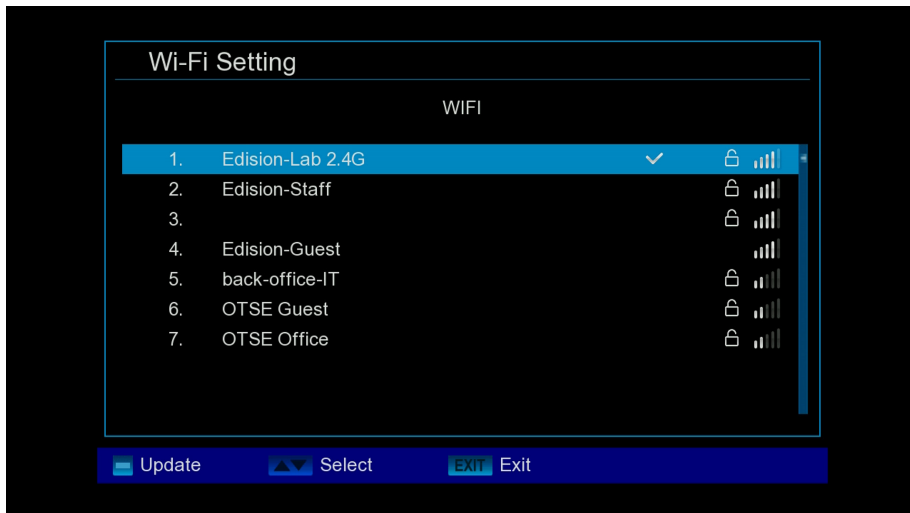 Wi-Fi Setting
WIFI
1. Edision-Lab 2.4G
2. Edision-Staff
3.
4. Edision-Guest
5. back-office-IT
6. OTSE Guest
7. OTSE Office
Update Select EXIT Exit